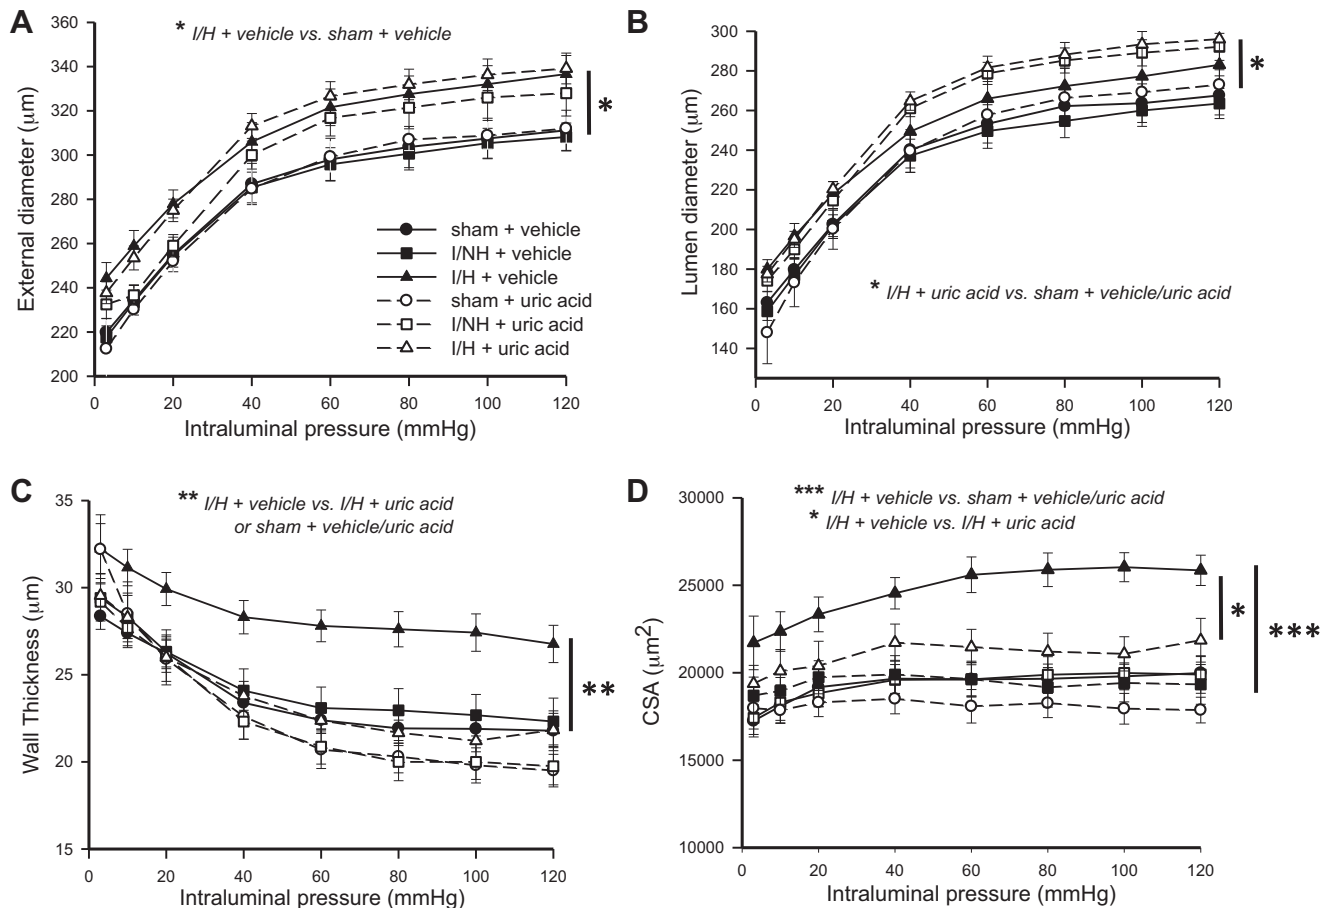 A
* I/H + vehicle vs. sham + vehicle
External diameter (μm)
360
340
320
300
280
260
240
220
200
*
sham + vehicle
I/NH + vehicle
I/H + vehicle
sham + uric acid
I/NH + uric acid
I/H + uric acid
0 20 40 60 80 100 120
Intraluminal pressure (mmHg)
B
Lumen diameter (μm)
300
280
260
240
220
200
180
160
140
*
* I/H + uric acid vs. sham + vehicle/uric acid
0 20 40 60 80 100 120
Intraluminal pressure (mmHg)
C
** I/H + vehicle vs. I/H + uric acid
or sham + vehicle/uric acid
Wall Thickness (μm)
35
30
25
20
15
**
0 20 40 60 80 100 120
Intraluminal pressure (mmHg)
D
*** I/H + vehicle vs. sham + vehicle/uric acid
* I/H + vehicle vs. I/H + uric acid
CSA (μm²)
30000
25000
20000
15000
10000
*
***
0 20 40 60 80 100 120
Intraluminal pressure (mmHg)